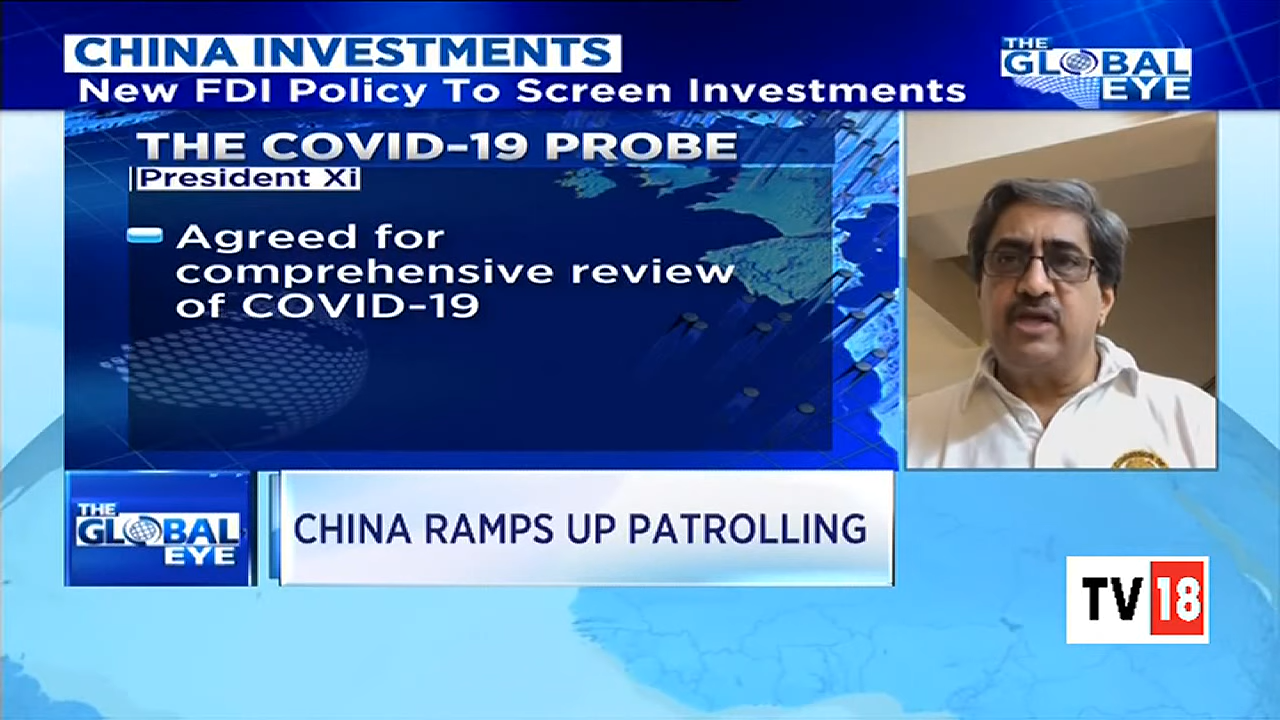 CHINA INVESTMENTS
New FDI Policy To Screen Investments
THE
GLOBAL
EYE
THE COVID-19 PROBE
President Xi
Agreed for
comprehensive review
of COVID-19
THE
GLOBAL
EYE
CHINA RAMPS UP PATROLLING
TV18